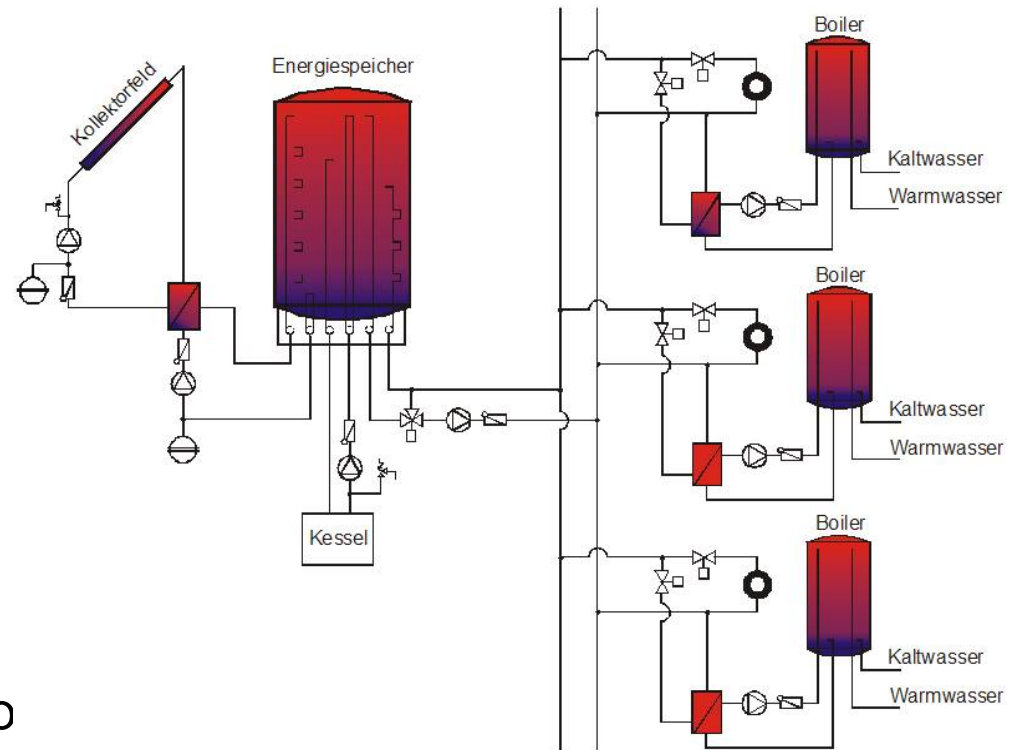 Boiler
Energiespeicher
Kollektorfeld
Kaltwasser
Warmwasser
Boiler
Kaltwasser
Warmwasser
Kessel
Boiler
Kaltwasser
Warmwasser